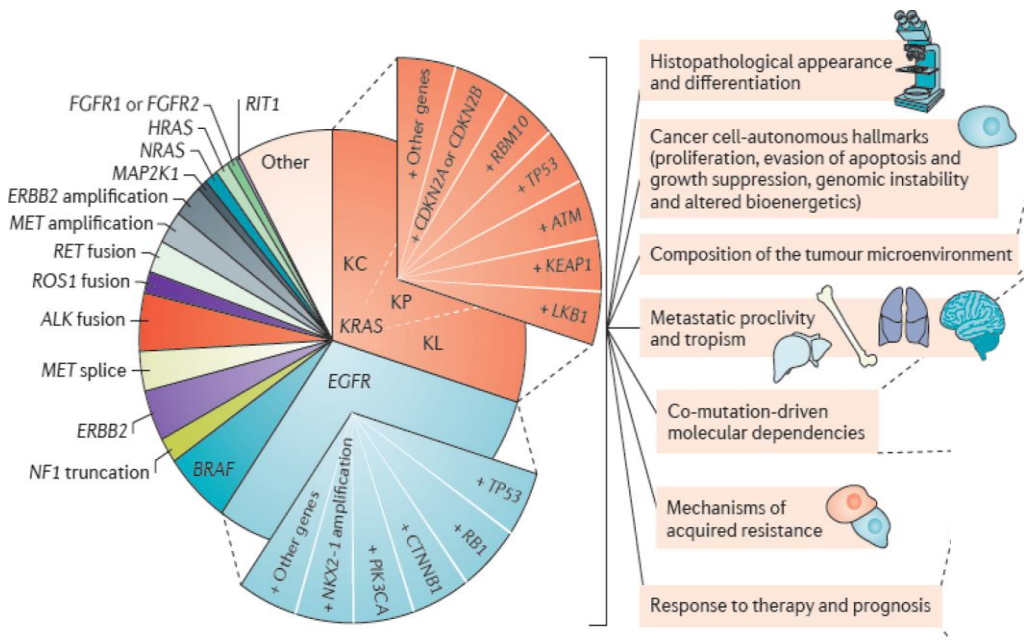 FGFR1 or FGFR2
RIT1
HRAS
NRAS
MAP2K1
ERBB2 amplification
MET amplification
RET fusion
ROS1 fusion
ALK fusion
MET splice
ERBB2
NF1 truncation
BRAF
Other
KC
KP
KRAS
KL
EGFR
+ Other genes
+ CDKN2A or CDKN2B
+ RBM10
+ TP53
+ ATM
+ KEAP1
+ LKB1
+ TP53
+ RB1
+ CTNNB1
+ PIK3CA
+ NKX2-1 amplification
+ Other genes
Histopathological appearance
and differentiation
Cancer cell-autonomous hallmarks
(proliferation, evasion of apoptosis and
growth suppression, genomic instability
and altered bioenergetics)
Composition of the tumour microenvironment
Metastatic proclivity
and tropism
Co-mutation-driven
molecular dependencies
Mechanisms of
acquired resistance
Response to therapy and prognosis